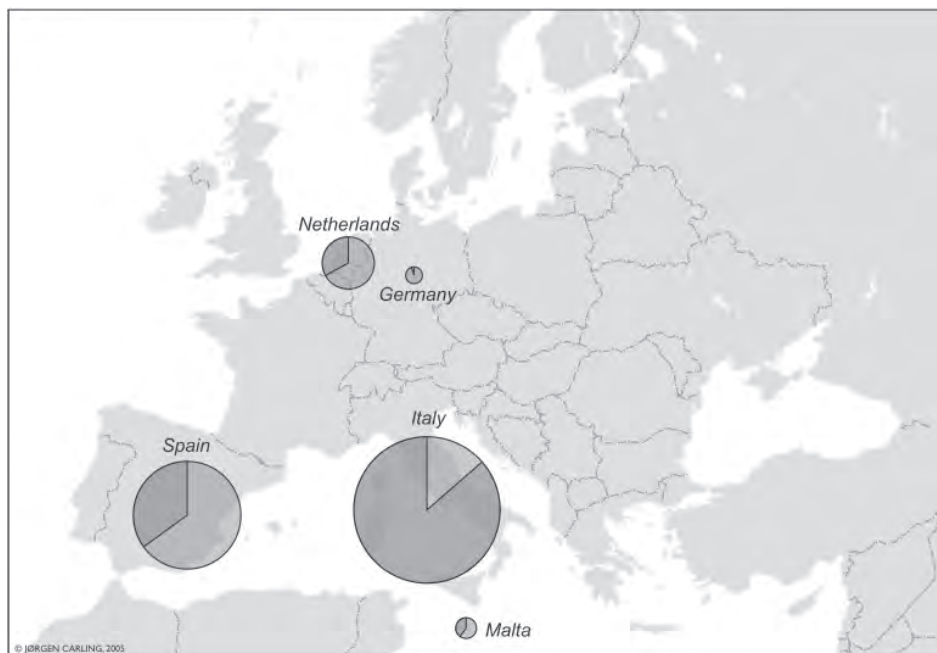 Netherlands
Germany
Italy
Spain
Malta
© JØRGEN CARLING, 2005